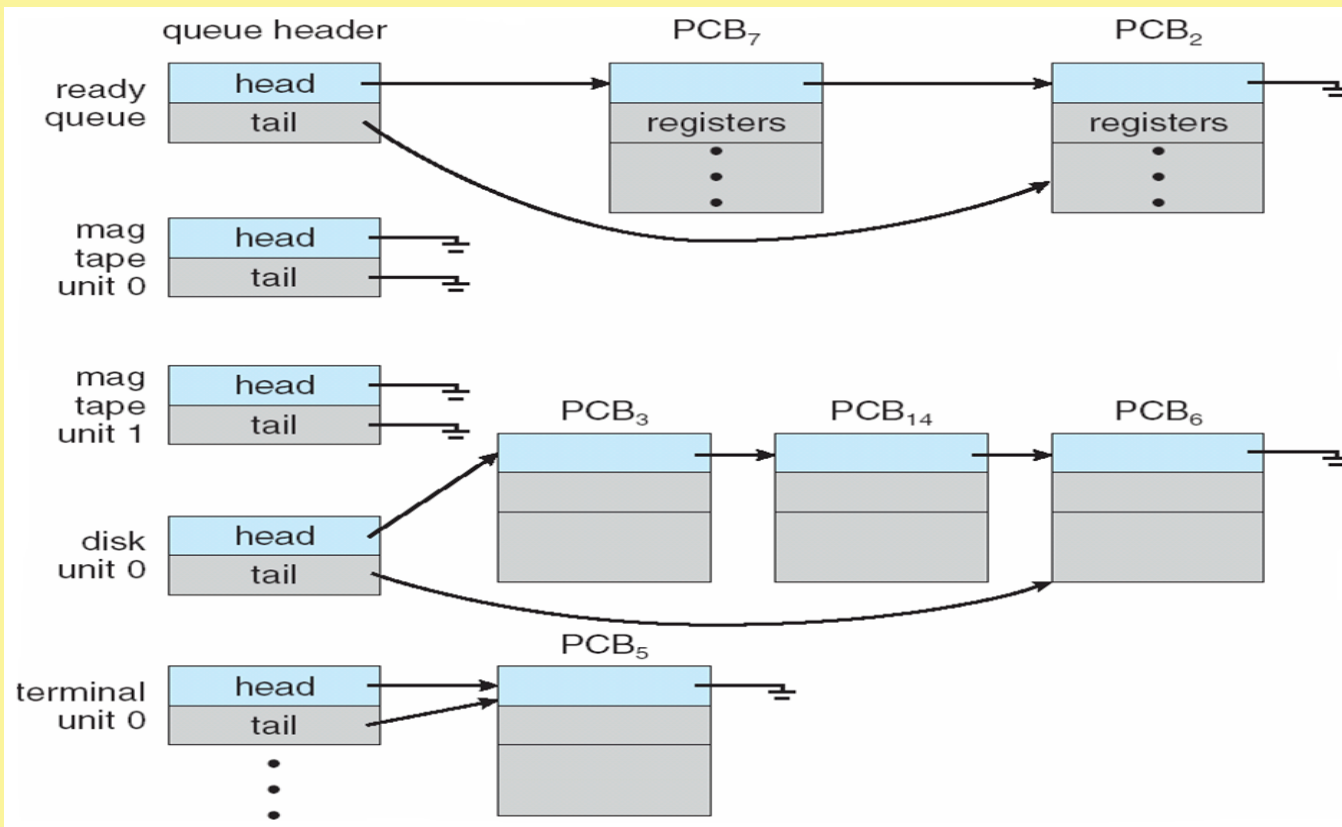 queue header
PCB₇
PCB₂
ready
queue
head
tail
registers
registers
mag
tape
unit 0
head
tail
mag
tape
unit 1
head
tail
PCB₃
PCB₁₄
PCB₆
disk
unit 0
head
tail
PCB₅
terminal
unit 0
head
tail